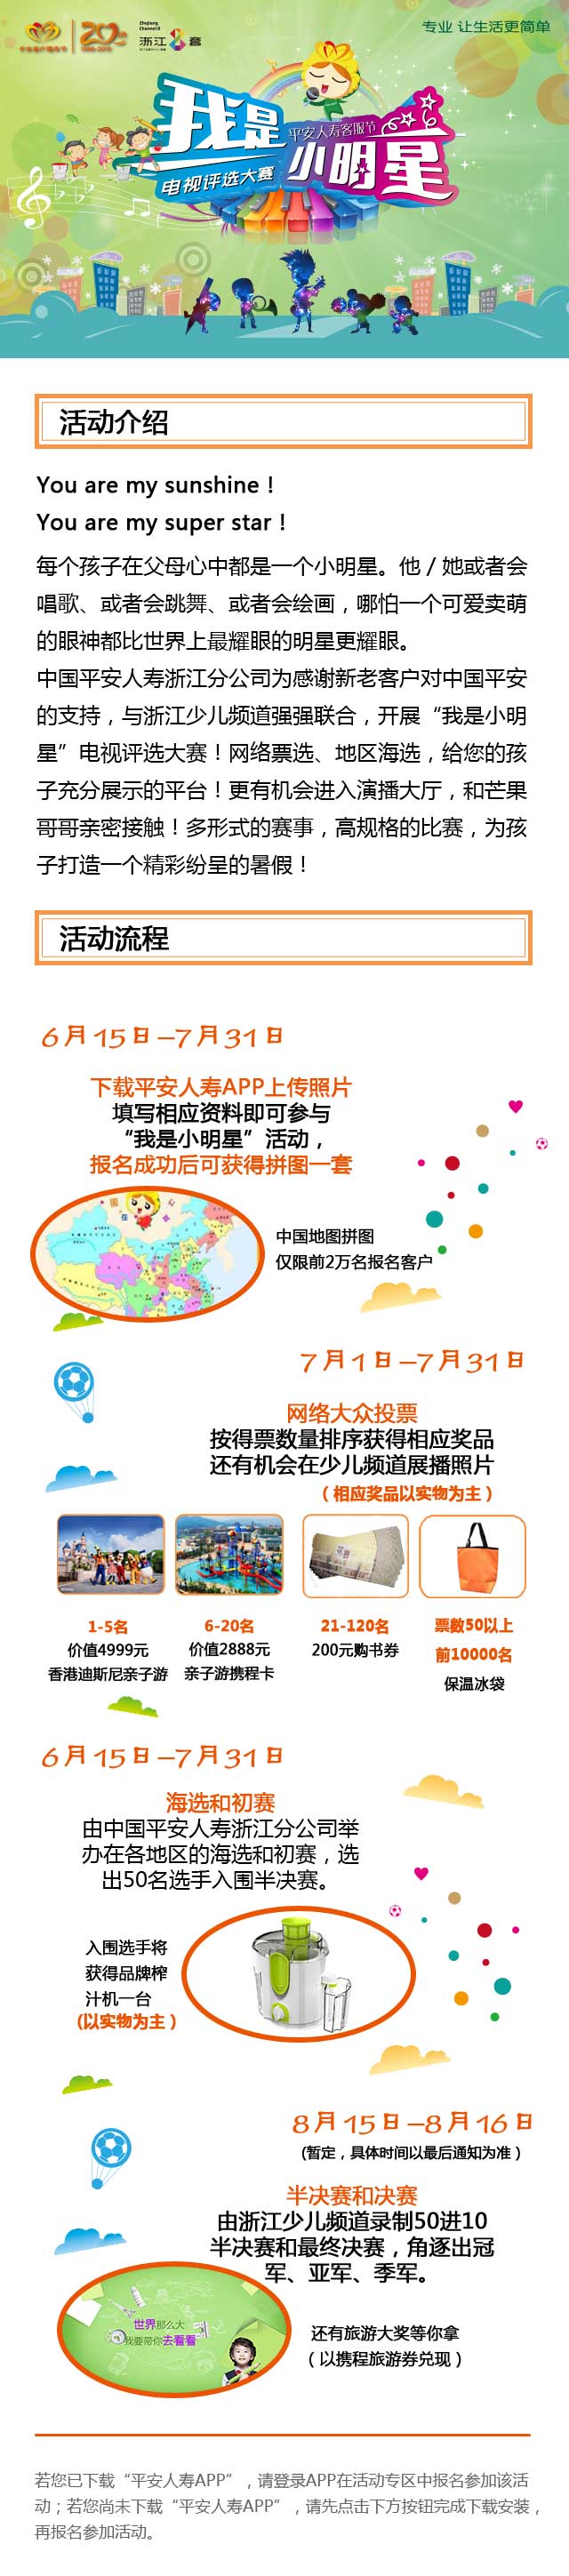 平安客户服务节
20
1996-2015
Zhejiang
Channel 8
浙江8套
专业 让生活更简单
我是
平安人寿客服节
小明星
电视评选大赛
活动介绍
You are my sunshine！
You are my super star！
每个孩子在父母心中都是一个小明星。他／她或者会
唱歌、或者会跳舞、或者会绘画，哪怕一个可爱卖萌
的眼神都比世界上最耀眼的明星更耀眼。
中国平安人寿浙江分公司为感谢新老客户对中国平安
的支持，与浙江少儿频道强强联合，开展“我是小明
星”电视评选大赛！网络票选、地区海选，给您的孩
子充分展示的平台！更有机会进入演播大厅，和芒果
哥哥亲密接触！多形式的赛事，高规格的比赛，为孩
子打造一个精彩纷呈的暑假！
活动流程
6月15日—7月31日
下载平安人寿APP上传照片
填写相应资料即可参与
“我是小明星”活动，
报名成功后可获得拼图一套
中国地图拼图
仅限前2万名报名客户
7月1日—7月31日
网络大众投票
按得票数量排序获得相应奖品
还有机会在少儿频道展播照片
（相应奖品以实物为主）
1-5名
价值4999元
香港迪斯尼亲子游
6-20名
价值2888元
亲子游携程卡
21-120名
200元购书券
票数50以上
前10000名
保温冰袋
6月15日—7月31日
海选和初赛
由中国平安人寿浙江分公司举
办在各地区的海选和初赛，选
出50名选手入围半决赛。
入围选手将
获得品牌榨
汁机一台
(以实物为主）
8月15日—8月16日
(暂定，具体时间以最后通知为准）
半决赛和决赛
由浙江少儿频道录制50进10
半决赛和最终决赛，角逐出冠
军、亚军、季军。
世界那么大
我要带你去看看
还有旅游大奖等你拿
（以携程旅游券兑现）
若您已下载“平安人寿APP”，请登录APP在活动专区中报名参加该活
动；若您尚未下载“平安人寿APP”，请先点击下方按钮完成下载安装，
再报名参加活动。